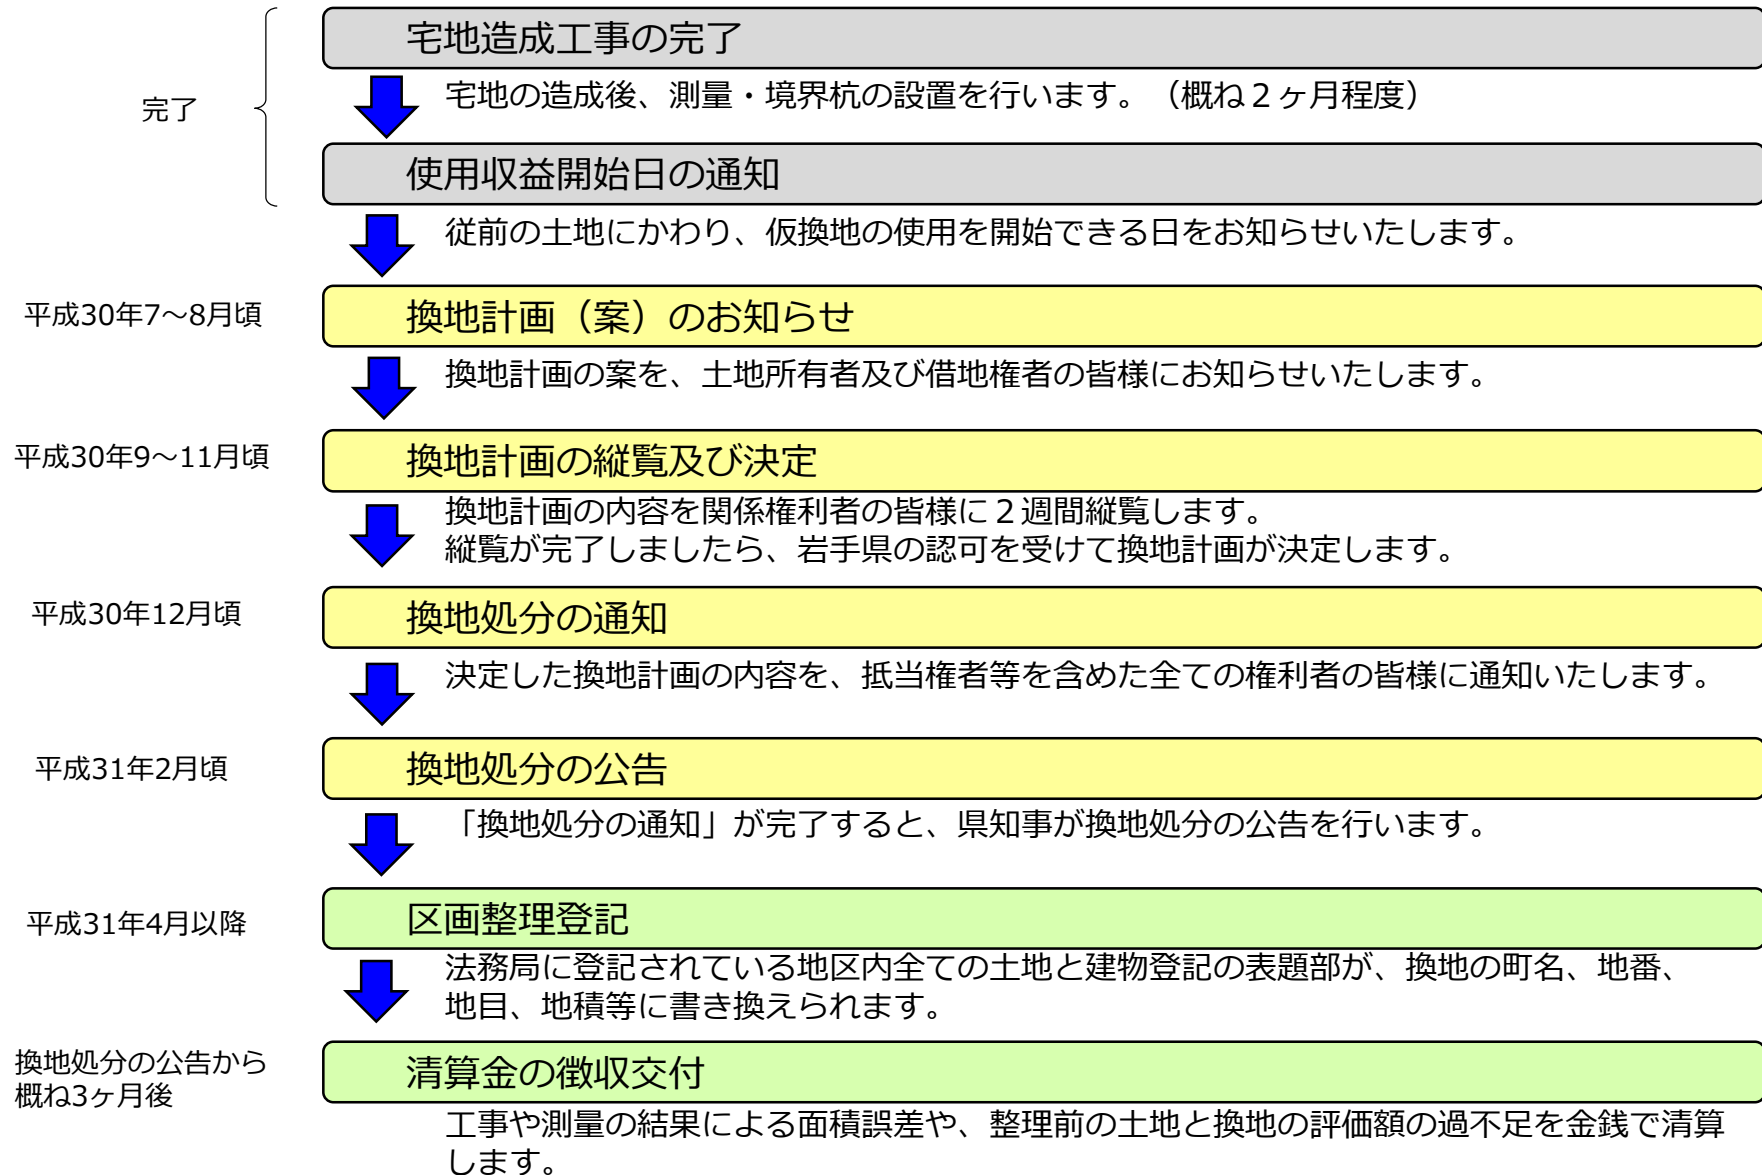 宅地造成工事の完了
完了
宅地の造成後、測量・境界杭の設置を行います。（概ね２ヶ月程度）
使用収益開始日の通知
従前の土地にかわり、仮換地の使用を開始できる日をお知らせいたします。
平成30年7～8月頃
換地計画（案）のお知らせ
換地計画の案を、土地所有者及び借地権者の皆様にお知らせいたします。
平成30年9～11月頃
換地計画の縦覧及び決定
換地計画の内容を関係権利者の皆様に２週間縦覧します。
縦覧が完了しましたら、岩手県の認可を受けて換地計画が決定します。
平成30年12月頃
換地処分の通知
決定した換地計画の内容を、抵当権者等を含めた全ての権利者の皆様に通知いたします。
平成31年2月頃
換地処分の公告
「換地処分の通知」が完了すると、県知事が換地処分の公告を行います。
平成31年4月以降
区画整理登記
法務局に登記されている地区内全ての土地と建物登記の表題部が、換地の町名、地番、
地目、地積等に書き換えられます。
換地処分の公告から
概ね3ヶ月後
清算金の徴収交付
工事や測量の結果による面積誤差や、整理前の土地と換地の評価額の過不足を金銭で清算
します。